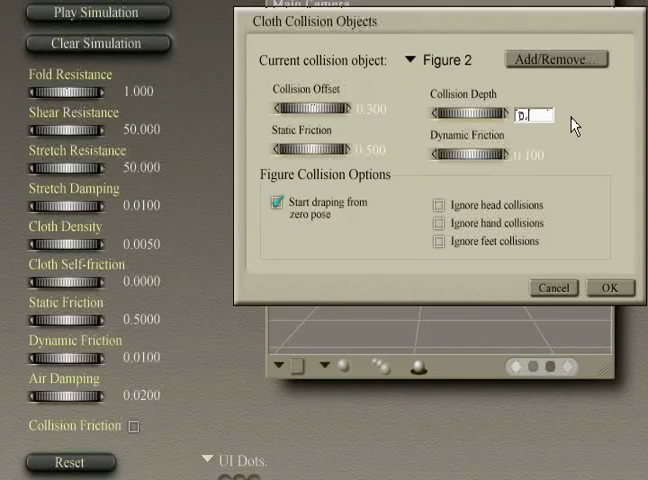 Play Simulation
Clear Simulation
Fold Resistance
1.000
Shear Resistance
50.000
Stretch Resistance
50.000
Stretch Damping
0.0100
Cloth Density
0.0050
Cloth Self-friction
0.0000
Static Friction
0.5000
Dynamic Friction
0.0100
Air Damping
0.0200
Collision Friction
Reset
Main Camera
Cloth Collision Objects
Current collision object: Figure 2 Add/Remove...
Collision Offset
0.300
Collision Depth
0.
Static Friction
0.500
Dynamic Friction
0.100
Figure Collision Options
Start draping from
zero pose
Ignore head collisions
Ignore hand collisions
Ignore feet collisions
Cancel OK
UI Dots.